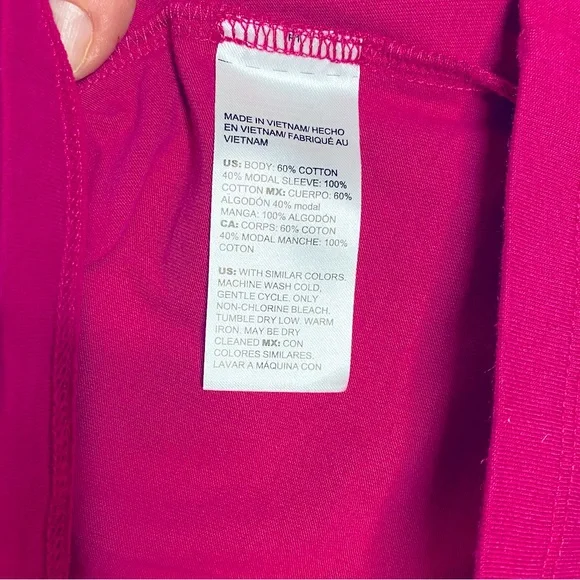 MADE IN VIETNAM/ HECHO
EN VIETNAM/ FABRIQUÉ AU
VIETNAM
US: BODY: 60% COTTON
40% MODAL SLEEVE: 100%
COTTON MX: CUERPO: 60%
ALGODÓN 40% modal
MANGA: 100% ALGODÓN
CA: CORPS: 60% COTON
40% MODAL MANCHE: 100%
COTON
US: WITH SIMILAR COLORS.
MACHINE WASH COLD,
GENTLE CYCLE. ONLY
NON-CHLORINE BLEACH.
TUMBLE DRY LOW. WARM
IRON. MAY BE DRY
CLEANED MX: CON
COLORES SIMILARES.
LAVAR A MÁQUINA CON